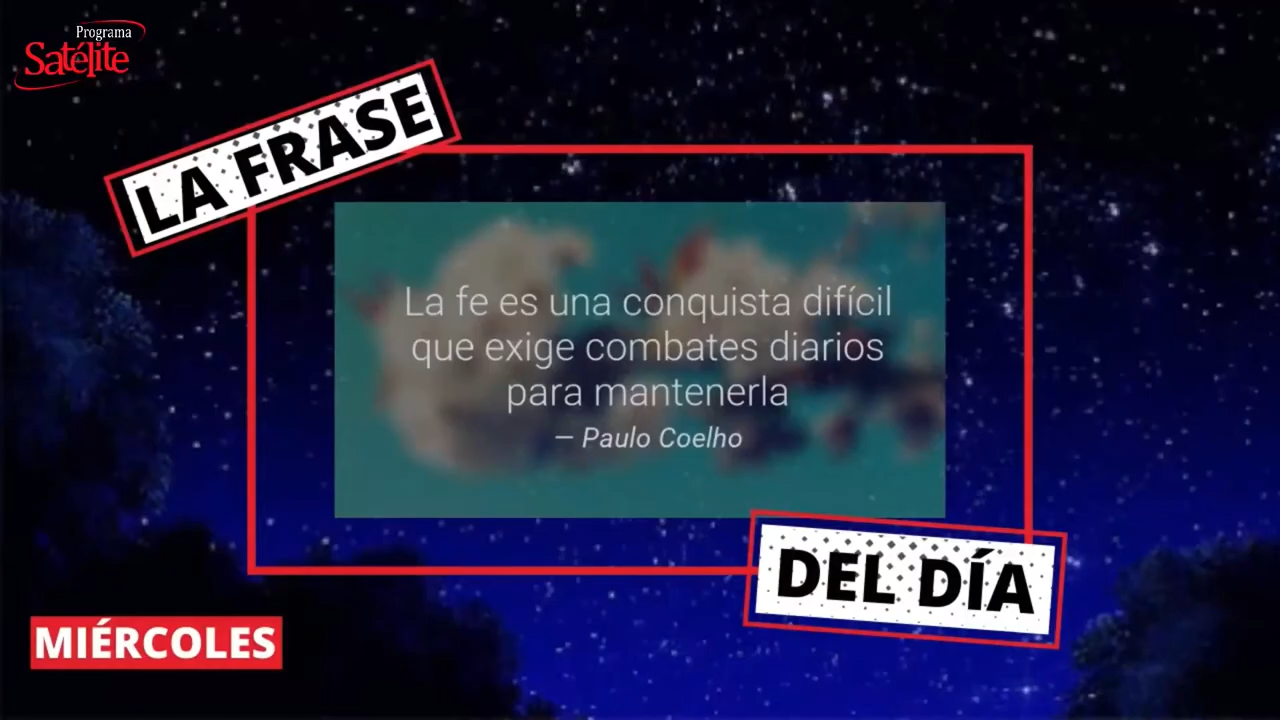 Programa
Satélite
LA FRASE
La fe es una conquista difícil
que exige combates diarios
para mantenerla
— Paulo Coelho
DEL DÍA
MIÉRCOLES